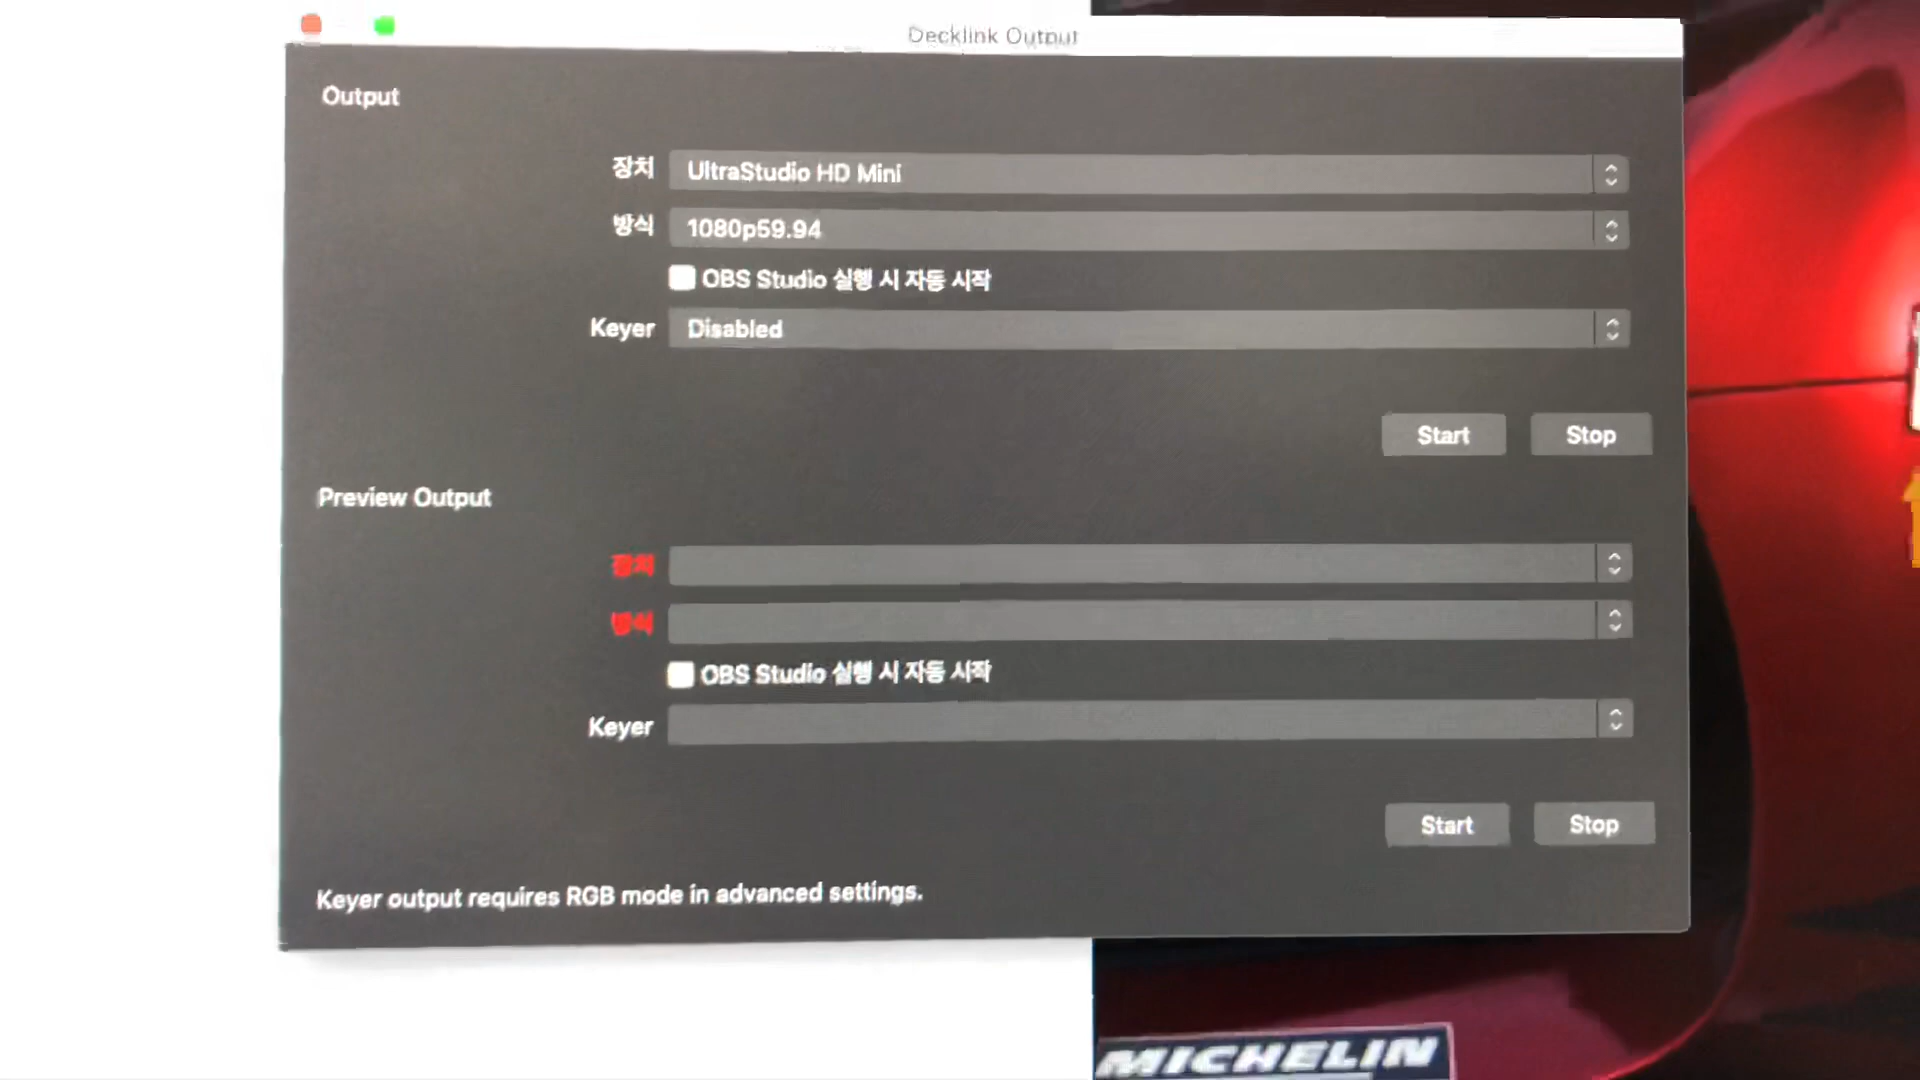 Decklink Output
Output
장치 UltraStudio HD Mini
방식 1080p59.94
OBS Studio 실행 시 자동 시작
Keyer Disabled
Start Stop
Preview Output
장치
방식
OBS Studio 실행 시 자동 시작
Keyer
Start Stop
Keyer output requires RGB mode in advanced settings.
MICHELIN